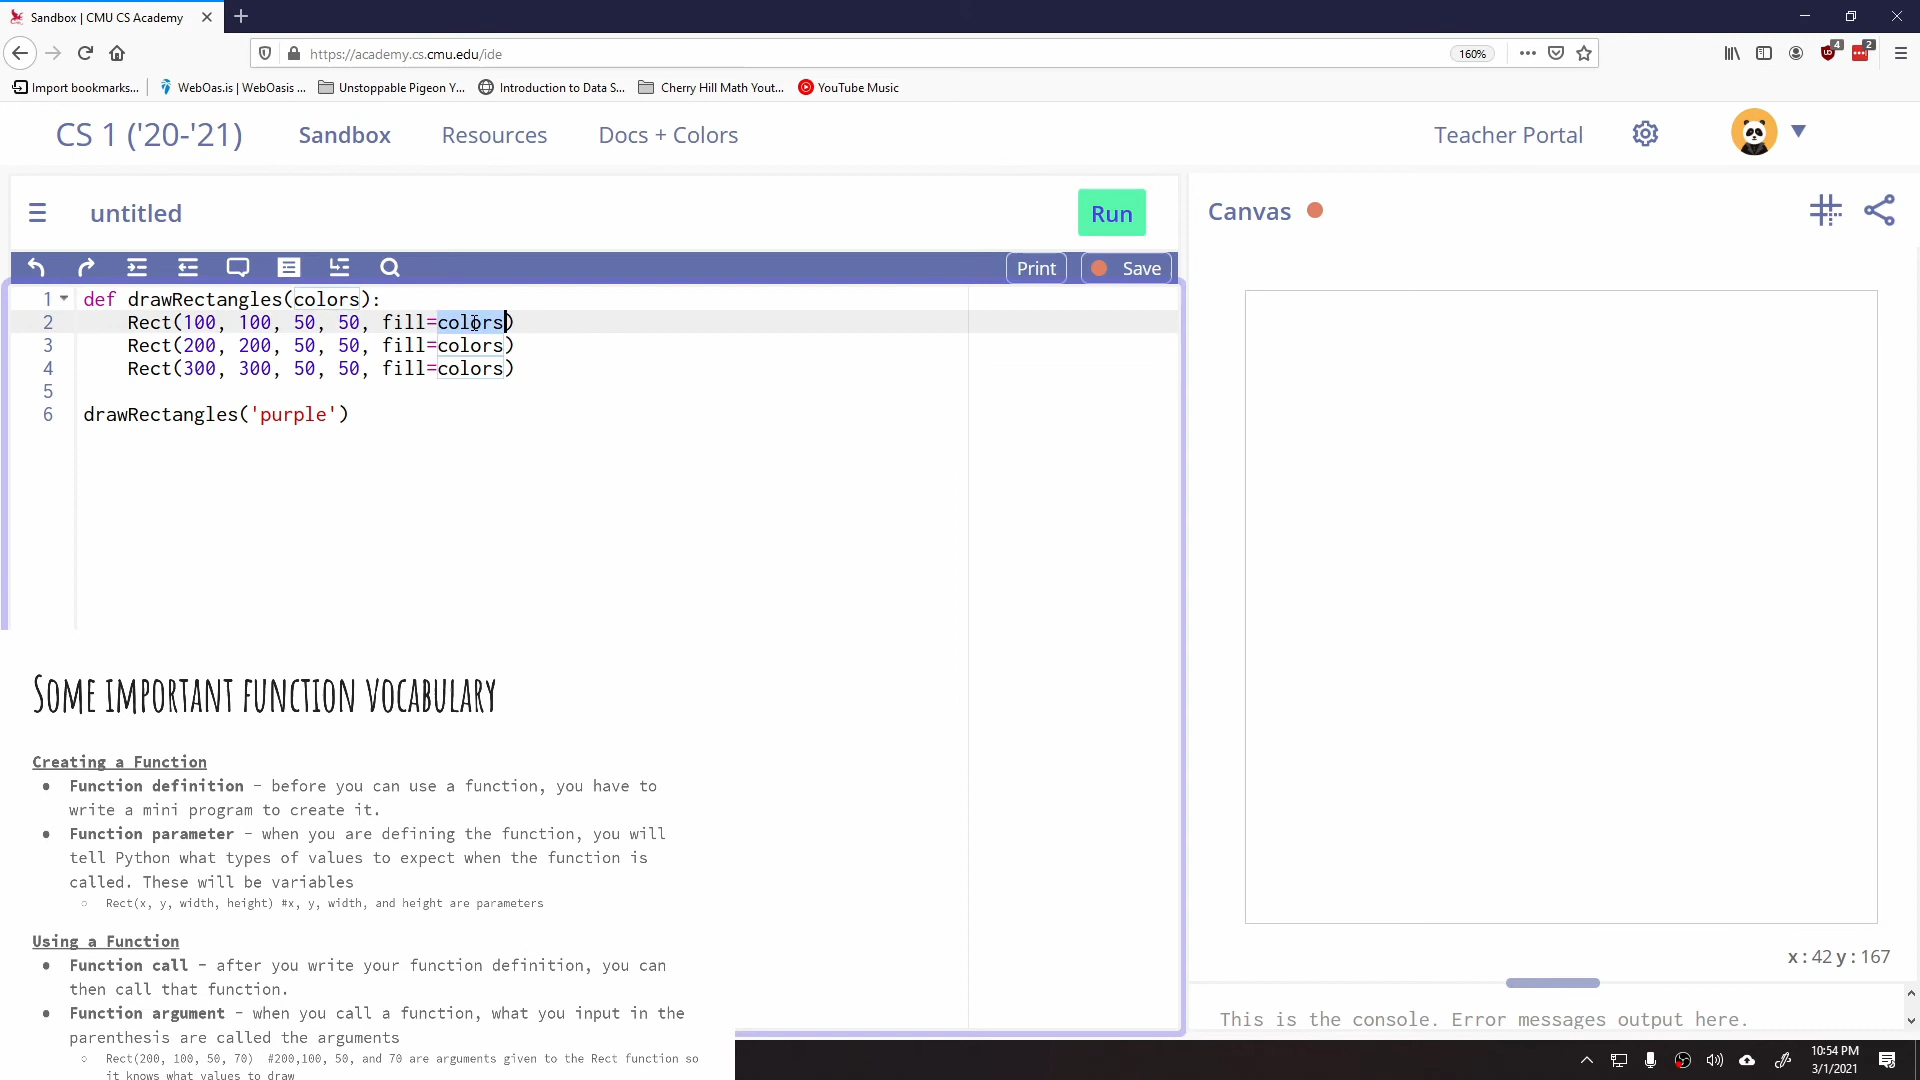 Sandbox | CMU CS Academy
https://academy.cs.cmu.edu/ide
160%
4
2
Import bookmarks...
WebOas.is | WebOasis ...
Unstoppable Pigeon Y...
Introduction to Data S...
Cherry Hill Math Yout...
YouTube Music
CS 1 ('20-'21)
Sandbox
Resources
Docs + Colors
Teacher Portal
untitled
Run
Canvas
Print
Save
1 def drawRectangles(colors):
2 Rect(100, 100, 50, 50, fill=colors)
3 Rect(200, 200, 50, 50, fill=colors)
4 Rect(300, 300, 50, 50, fill=colors)
5
6 drawRectangles('purple')
x : 42 y : 167
This is the console. Error messages output here.
Some important function vocabulary
Creating a Function
● Function definition - before you can use a function, you have to
write a mini program to create it.
● Function parameter - when you are defining the function, you will
tell Python what types of values to expect when the function is
called. These will be variables
○ Rect(x, y, width, height) #x, y, width, and height are parameters
Using a Function
● Function call - after you write your function definition, you can
then call that function.
● Function argument - when you call a function, what you input in the
parenthesis are called the arguments
○ Rect(200, 100, 50, 70) #200,100, 50, and 70 are arguments given to the Rect function so
it knows what values to draw
10:54 PM
3/1/2021